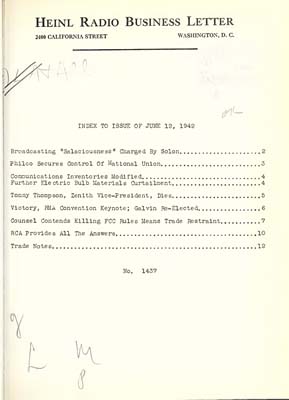 HEINL RADIO BUSINESS LETTER
2400 CALIFORNIA STREET WASHINGTON, D. C.
INDEX TO ISSUE OF JUNE 19, 1942
Broadcasting "Salaciousness" Charged By Solon....................2
Philco Secures Control Of National Union.........................3
Communications Inventories Modified..............................4
Further Electric Bulb Materials Curtailment......................4
Tommy Thompson, Zenith Vice-President, Dies......................5
Victory, RMA Convention Keynote; Galvin Re-Elected...............6
Counsel Contends Killing FCC Rules Means Trade Restraint.........7
RCA Provides All The Answers....................................10
Trade Notes.....................................................12
No. 1437
L M
8